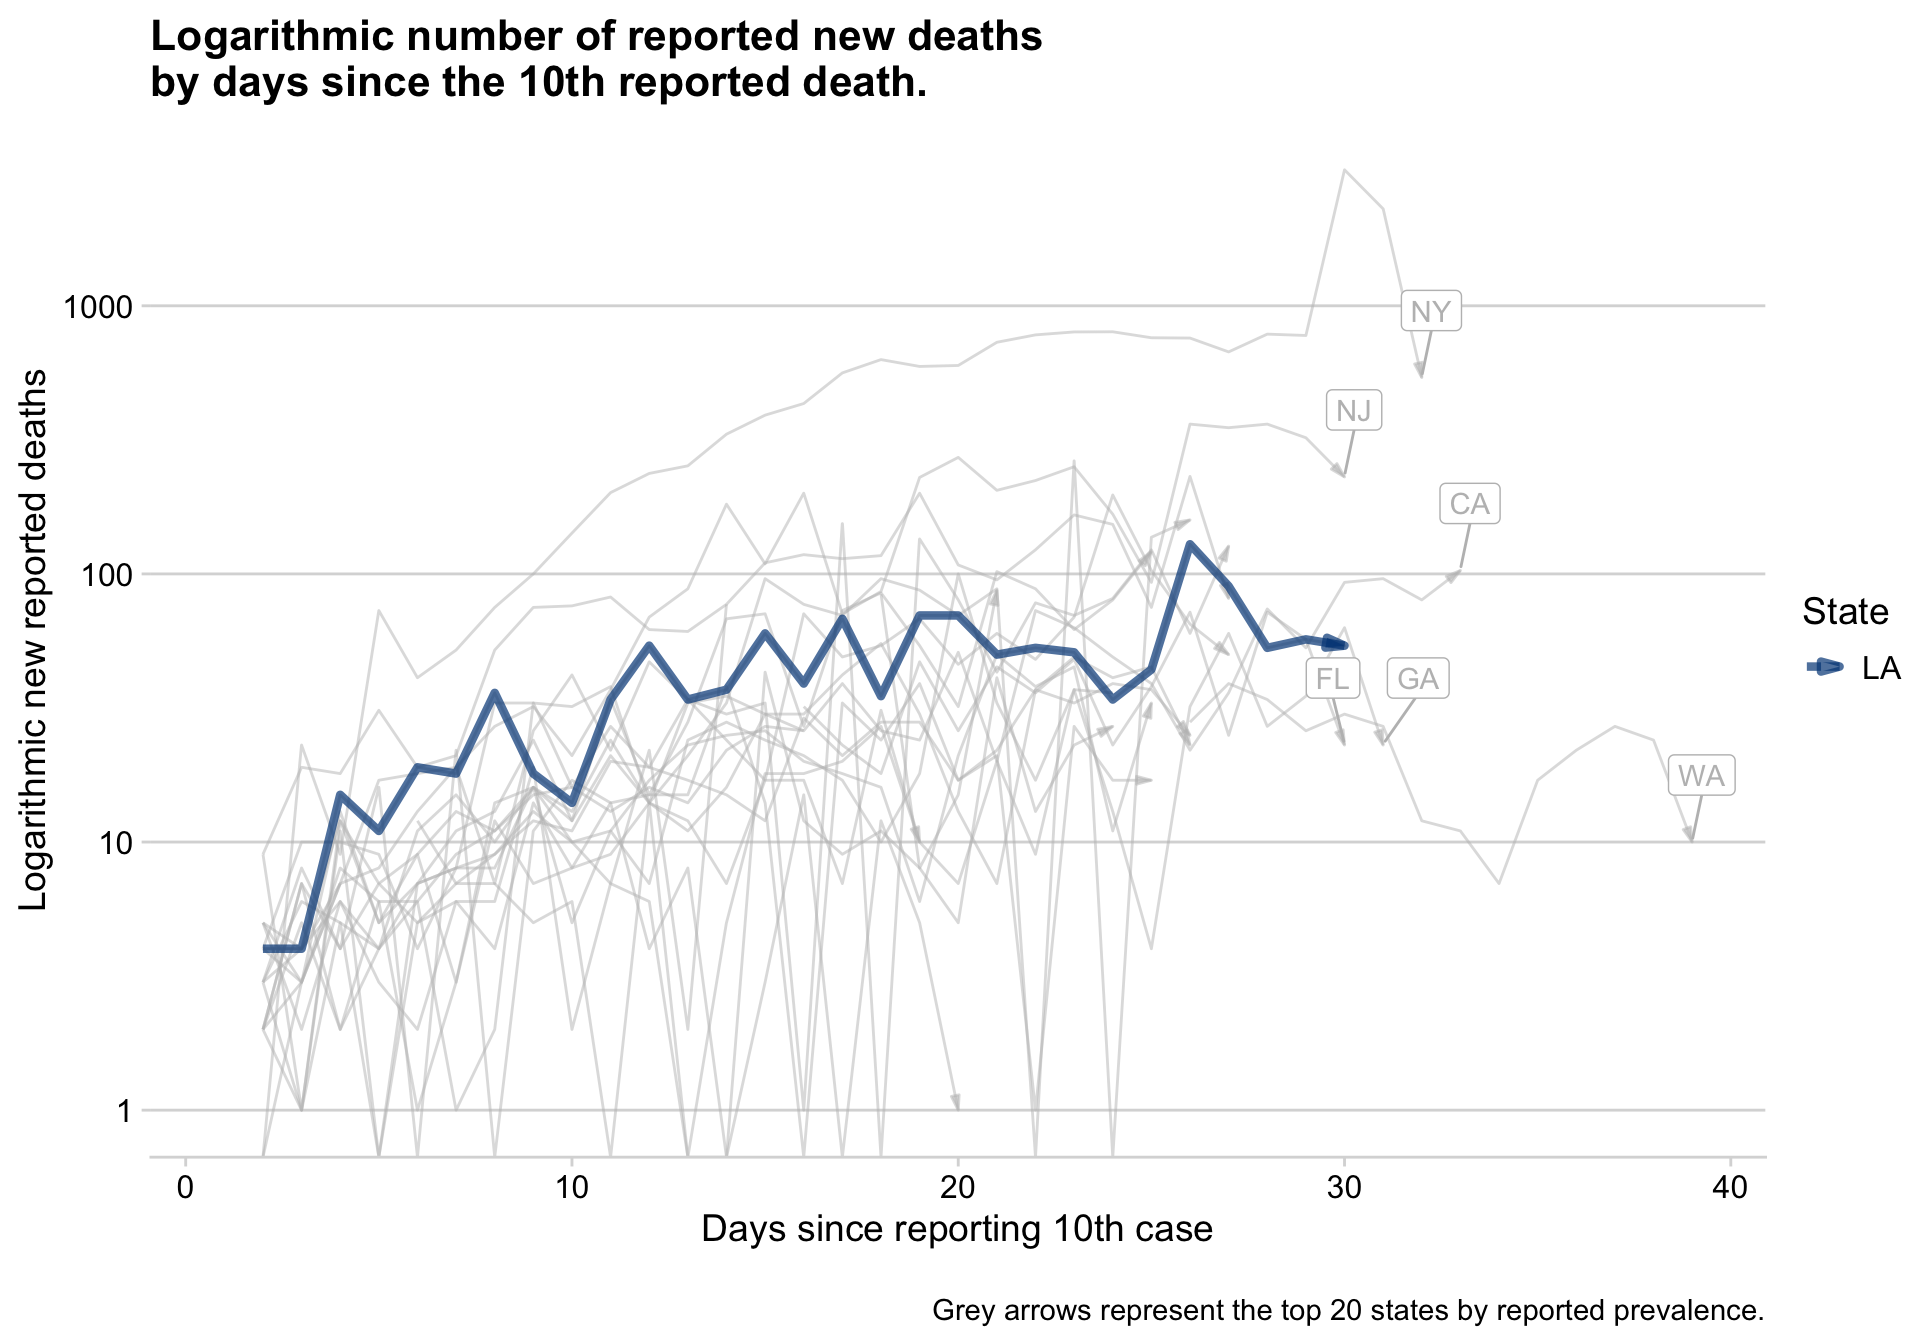 Logarithmic number of reported new deaths
by days since the 10th reported death.
Logarithmic new reported deaths
1000
100
10
1
NY
NJ
CA
FL
GA
WA
State
LA
0
10
20
30
40
Days since reporting 10th case
Grey arrows represent the top 20 states by reported prevalence.